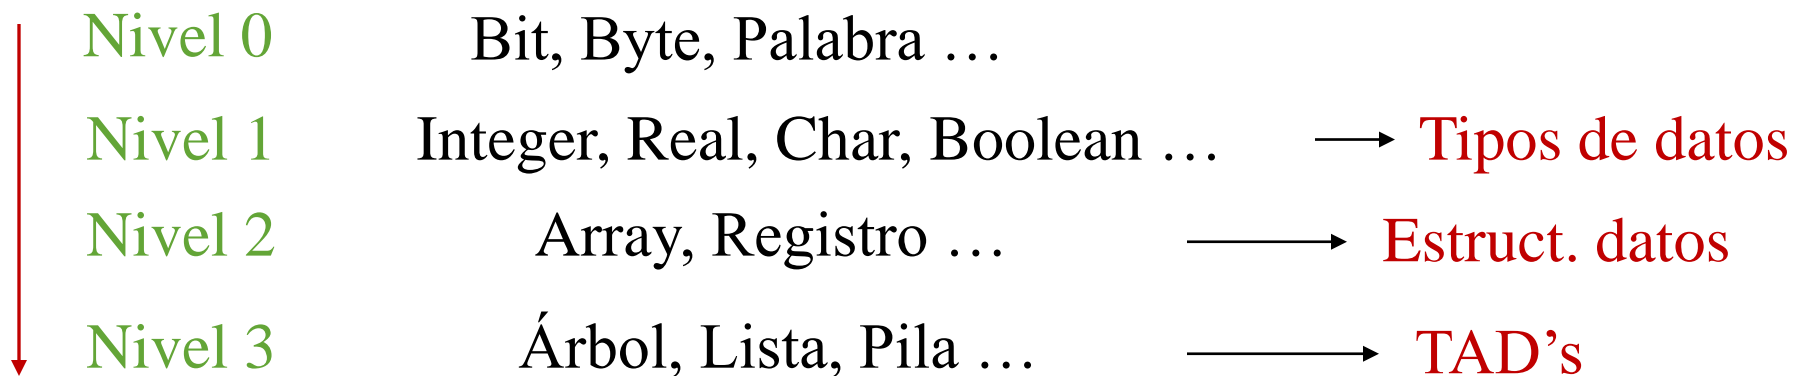 Nivel 0 Bit, Byte, Palabra …
Nivel 1 Integer, Real, Char, Boolean … Tipos de datos
Nivel 2 Array, Registro … Estruct. datos
Nivel 3 Árbol, Lista, Pila … TAD’s